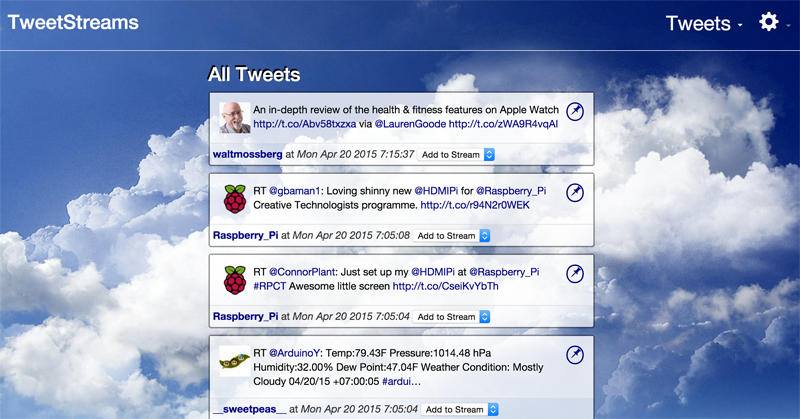 TweetStreams
Tweets
All Tweets
An in-depth review of the health & fitness features on Apple Watch
http://t.co/Abv58txzxa via @LaurenGoode http://t.co/zWA9R4vqAl
waltmossberg at Mon Apr 20 2015 7:15:37 Add to Stream
RT @gbaman1: Loving shinny new @HDMIPi for @Raspberry_Pi
Creative Technologists programme. http://t.co/r94N2r0WEK
Raspberry_Pi at Mon Apr 20 2015 7:05:08 Add to Stream
RT @ConnorPlant: Just set up my @HDMIPi at @Raspberry_Pi
#RPCT Awesome little screen http://t.co/CseiKvYbTh
Raspberry_Pi at Mon Apr 20 2015 7:05:04 Add to Stream
RT @ArduinoY: Temp:79.43F Pressure:1014.48 hPa
Humidity:32.00% Dew Point:47.04F Weather Condition: Mostly
Cloudy 04/20/15 +07:00:05 #ardui…
__sweetpeas__ at Mon Apr 20 2015 7:05:04 Add to Stream